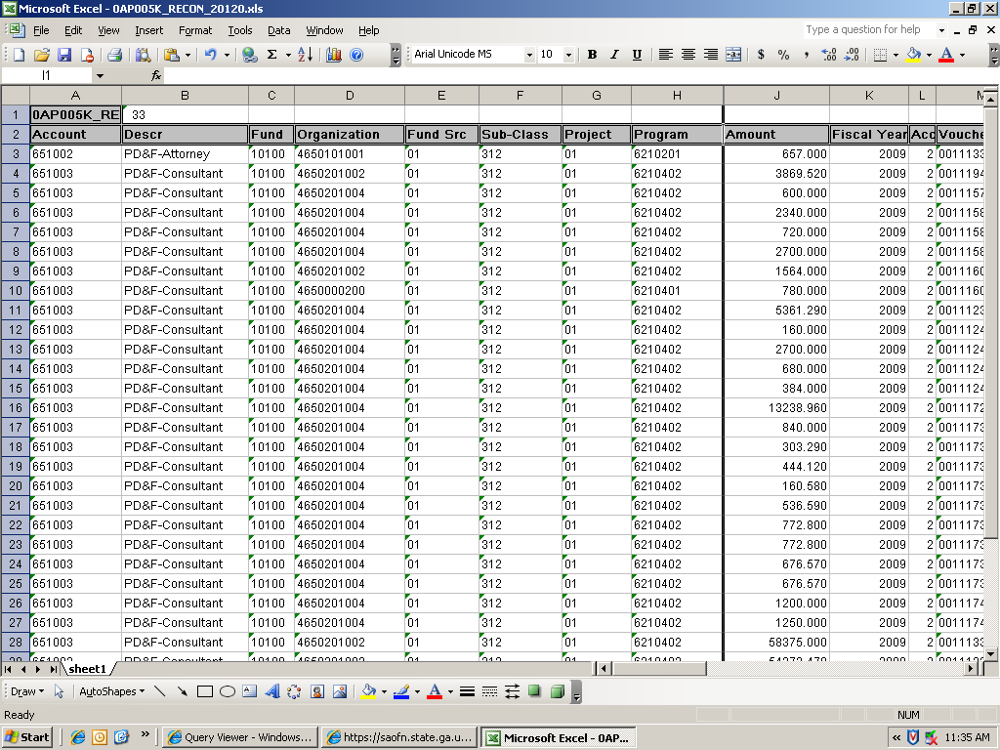 Microsoft Excel - 0AP005K_RECON_20120.xls
File Edit View Insert Format Tools Data Window Help
Type a question for help
Arial Unicode MS 10 B I U $ % ,
I1 fx
A B C D E F G H J K L M
1 0AP005K_RE 33
2 Account Descr Fund Organization Fund Src Sub-Class Project Program Amount Fiscal Year Acc Vouche
3 651002 PD&F-Attorney 10100 4650101001 01 312 01 6210201 657.000 2009 2 0011133
4 651003 PD&F-Consultant 10100 4650201002 01 312 01 6210402 3869.520 2009 2 0011194
5 651003 PD&F-Consultant 10100 4650201004 01 312 01 6210402 600.000 2009 2 0011157
6 651003 PD&F-Consultant 10100 4650201004 01 312 01 6210402 2340.000 2009 2 0011158
7 651003 PD&F-Consultant 10100 4650201004 01 312 01 6210402 720.000 2009 2 0011158
8 651003 PD&F-Consultant 10100 4650201004 01 312 01 6210402 2700.000 2009 2 0011158
9 651003 PD&F-Consultant 10100 4650201002 01 312 01 6210402 1564.000 2009 2 0011160
10 651003 PD&F-Consultant 10100 4650000200 01 312 01 6210401 780.000 2009 2 0011160
11 651003 PD&F-Consultant 10100 4650201004 01 312 01 6210402 5361.290 2009 2 0011123
12 651003 PD&F-Consultant 10100 4650201004 01 312 01 6210402 160.000 2009 2 0011124
13 651003 PD&F-Consultant 10100 4650201004 01 312 01 6210402 2700.000 2009 2 0011124
14 651003 PD&F-Consultant 10100 4650201004 01 312 01 6210402 680.000 2009 2 0011124
15 651003 PD&F-Consultant 10100 4650201004 01 312 01 6210402 384.000 2009 2 0011124
16 651003 PD&F-Consultant 10100 4650201004 01 312 01 6210402 13238.960 2009 2 0011172
17 651003 PD&F-Consultant 10100 4650201004 01 312 01 6210402 840.000 2009 2 0011173
18 651003 PD&F-Consultant 10100 4650201004 01 312 01 6210402 303.290 2009 2 0011173
19 651003 PD&F-Consultant 10100 4650201004 01 312 01 6210402 444.120 2009 2 0011173
20 651003 PD&F-Consultant 10100 4650201004 01 312 01 6210402 160.580 2009 2 0011173
21 651003 PD&F-Consultant 10100 4650201004 01 312 01 6210402 536.590 2009 2 0011173
22 651003 PD&F-Consultant 10100 4650201004 01 312 01 6210402 772.800 2009 2 0011173
23 651003 PD&F-Consultant 10100 4650201004 01 312 01 6210402 772.800 2009 2 0011173
24 651003 PD&F-Consultant 10100 4650201004 01 312 01 6210402 676.570 2009 2 0011173
25 651003 PD&F-Consultant 10100 4650201004 01 312 01 6210402 676.570 2009 2 0011173
26 651003 PD&F-Consultant 10100 4650201004 01 312 01 6210402 1200.000 2009 2 0011174
27 651003 PD&F-Consultant 10100 4650201004 01 312 01 6210402 1250.000 2009 2 0011174
28 651003 PD&F-Consultant 10100 4650201002 01 312 01 6210402 58375.000 2009 2 0011133
sheet1
Draw AutoShapes
Ready NUM
Start Query Viewer - Windows... https://saofn.state.ga.u... Microsoft Excel - 0AP... 11:35 AM